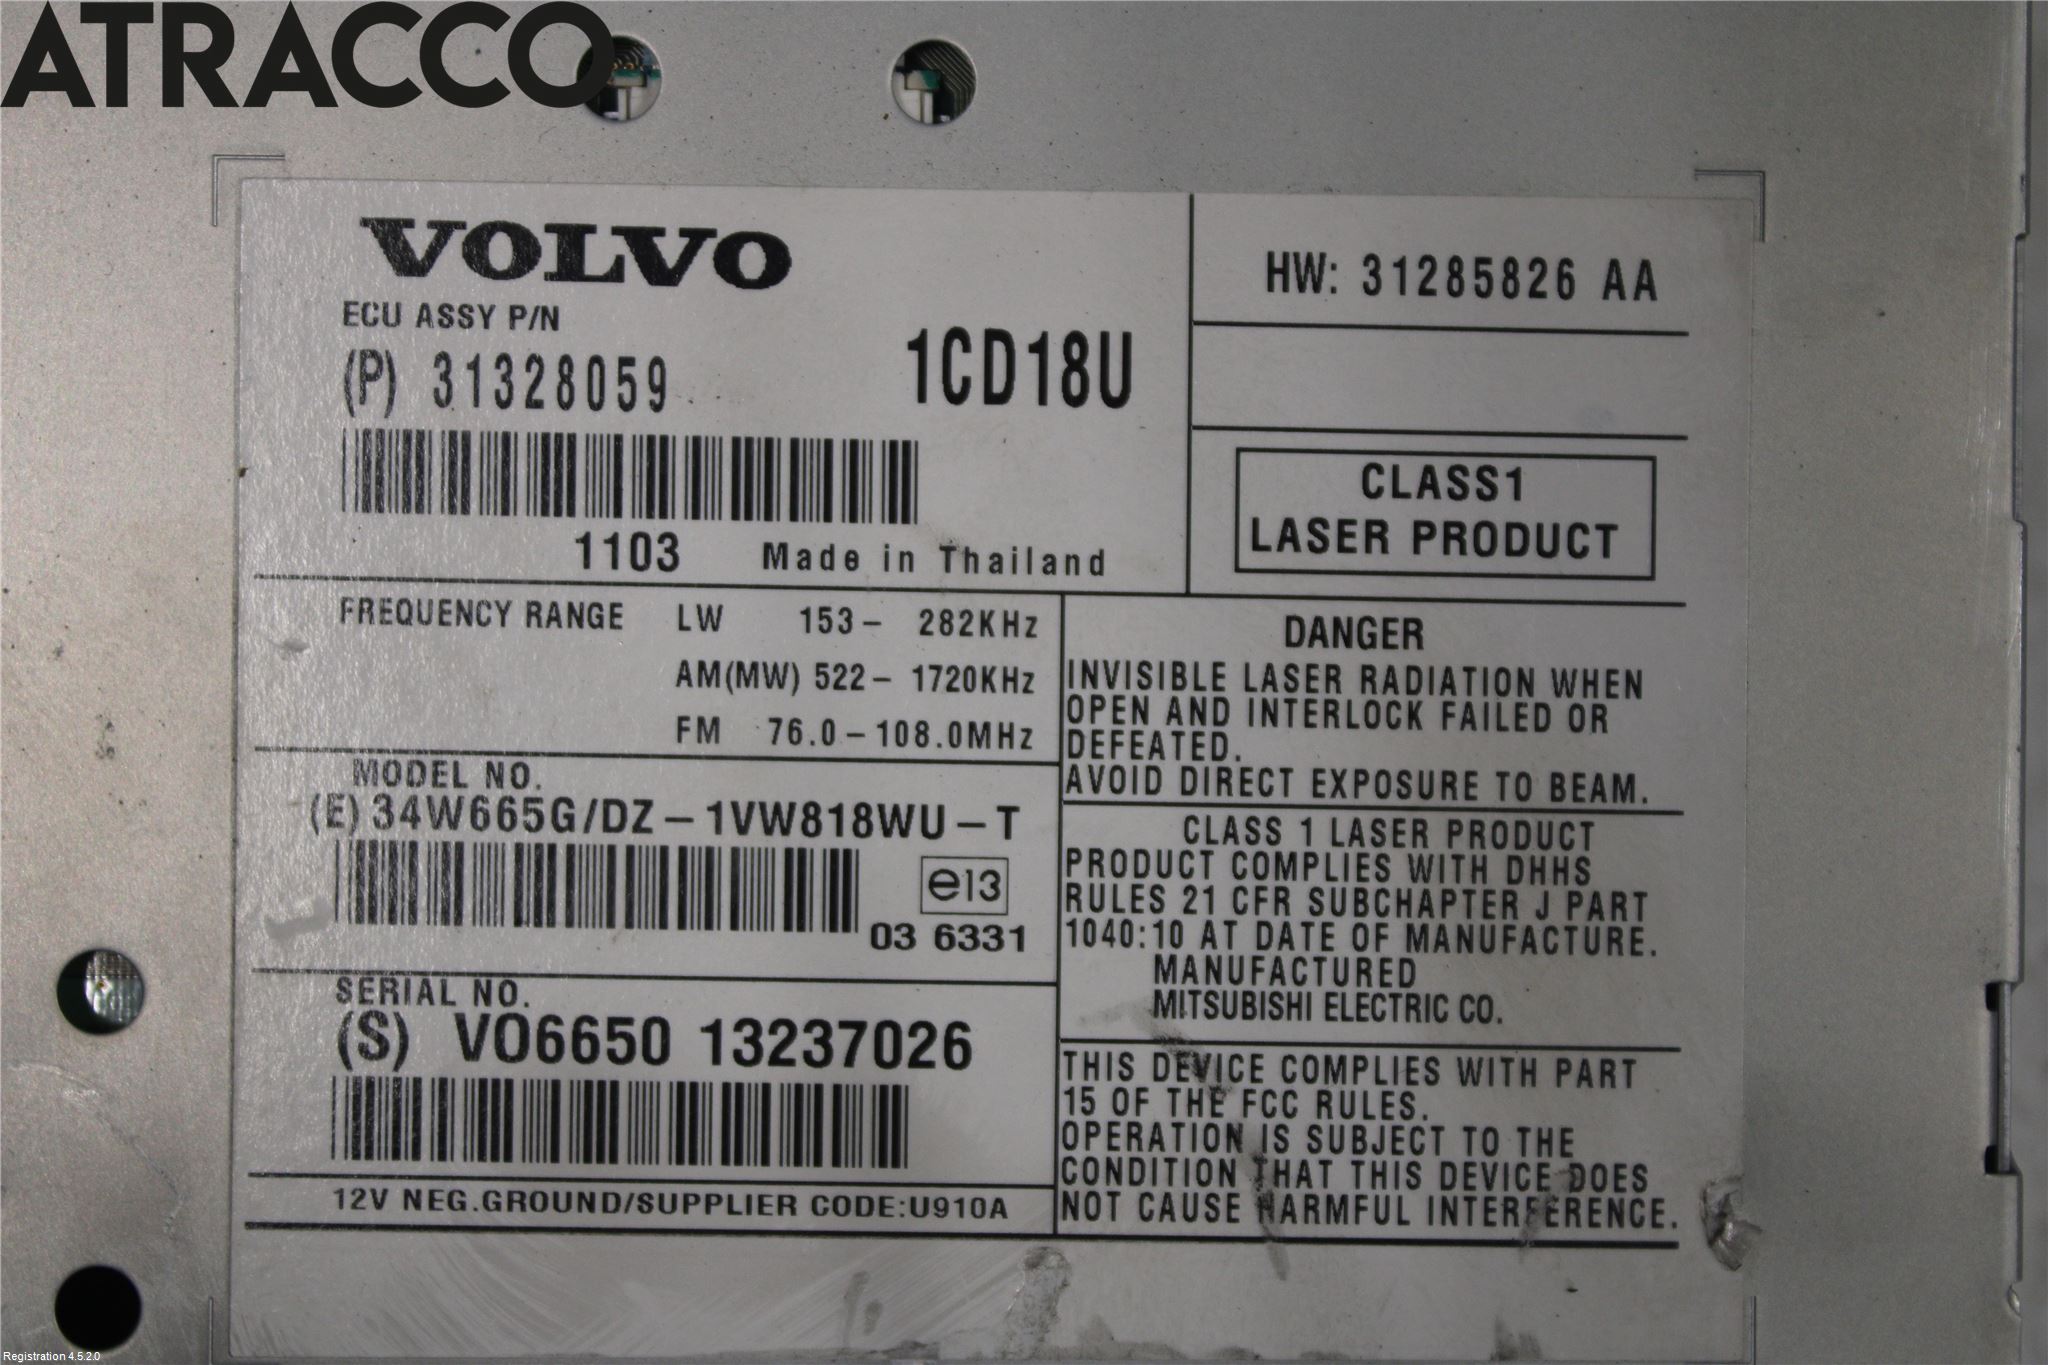 ATRACCO
VOLVO
ECU ASSY P/N
(P) 31328059
1CD18U
1103 Made in Thailand
HW: 31285826 AA
CLASS1
LASER PRODUCT
FREQUENCY RANGE LW 153- 282KHz
AM(MW) 522- 1720KHz
FM 76.0-108.0MHz
MODEL NO.
(E) 34W665G/DZ-1VW818WU-T
e13
03 6331
SERIAL NO.
(S) VO6650 13237026
12V NEG.GROUND/SUPPLIER CODE:U910A
DANGER
INVISIBLE LASER RADIATION WHEN
OPEN AND INTERLOCK FAILED OR
DEFEATED.
AVOID DIRECT EXPOSURE TO BEAM.
CLASS 1 LASER PRODUCT
PRODUCT COMPLIES WITH DHHS
RULES 21 CFR SUBCHAPTER J PART
1040:10 AT DATE OF MANUFACTURE.
MANUFACTURED
MITSUBISHI ELECTRIC CO.
THIS DEVICE COMPLIES WITH PART
15 OF THE FCC RULES.
OPERATION IS SUBJECT TO THE
CONDITION THAT THIS DEVICE DOES
NOT CAUSE HARMFUL INTERFERENCE.
Registration 4.5.2.0